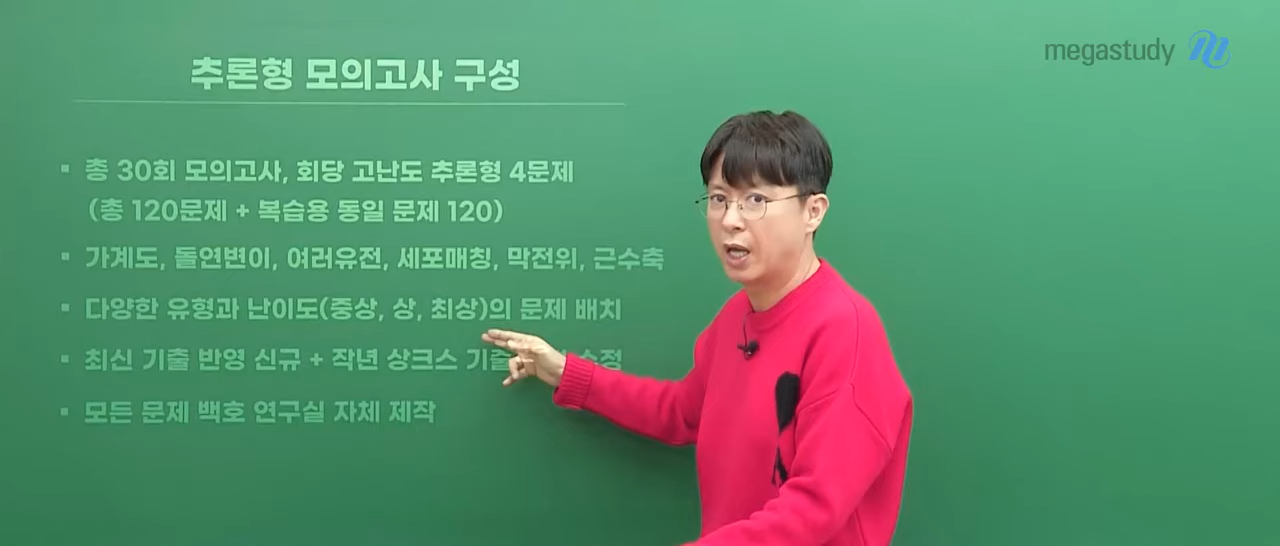 megastudy
추론형 모의고사 구성
▪ 총 30회 모의고사, 회당 고난도 추론형 4문제
(총 120문제 + 복습용 동일 문제 120)
▪ 가계도, 돌연변이, 여러유전, 세포매칭, 막전위, 근수축
▪ 다양한 유형과 난이도(중상, 상, 최상)의 문제 배치
▪ 최신 기출 반영 신규 + 작년 상크스 기출 수정
▪ 모든 문제 백호 연구실 자체 제작